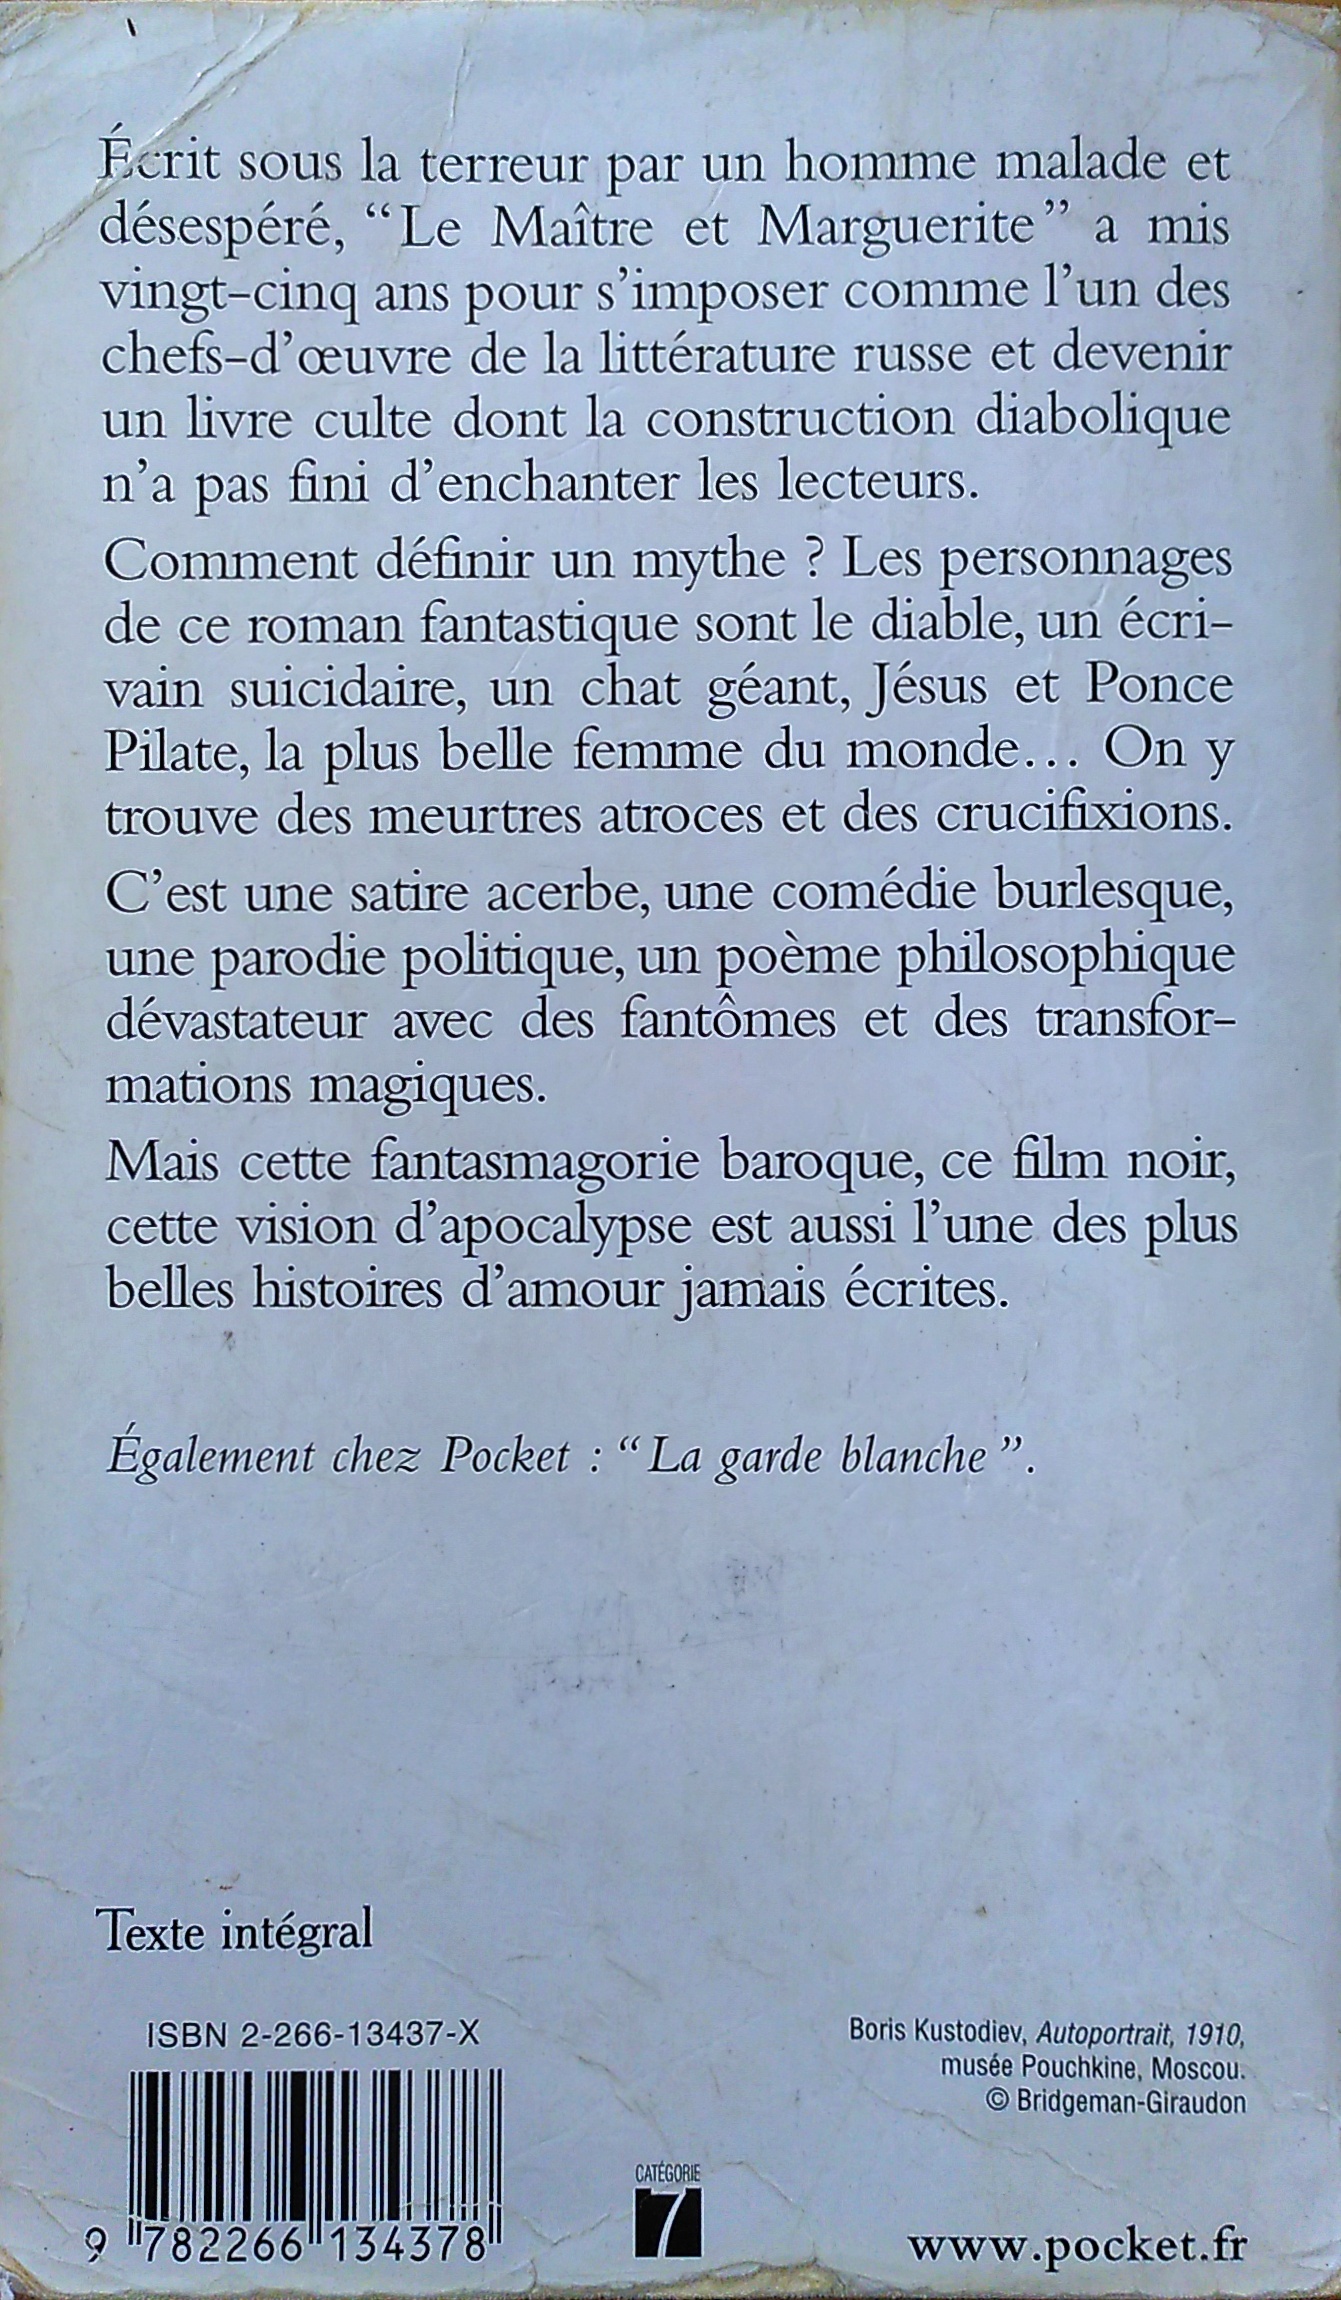 Écrit sous la terreur par un homme malade et
désespéré, “Le Maître et Marguerite” a mis
vingt-cinq ans pour s’imposer comme l’un des
chefs-d’œuvre de la littérature russe et devenir
un livre culte dont la construction diabolique
n’a pas fini d’enchanter les lecteurs.
Comment définir un mythe ? Les personnages
de ce roman fantastique sont le diable, un écri-
vain suicidaire, un chat géant, Jésus et Ponce
Pilate, la plus belle femme du monde... On y
trouve des meurtres atroces et des crucifixions.
C’est une satire acerbe, une comédie burlesque,
une parodie politique, un poème philosophique
dévastateur avec des fantômes et des transfor-
mations magiques.
Mais cette fantasmagorie baroque, ce film noir,
cette vision d’apocalypse est aussi l’une des plus
belles histoires d’amour jamais écrites.
Également chez Pocket : “La garde blanche”.
Texte intégral
ISBN 2-266-13437-X
9 782266 134378
CATÉGORIE
7
Boris Kustodiev, Autoportrait, 1910,
musée Pouchkine, Moscou.
© Bridgeman-Giraudon
www.pocket.fr